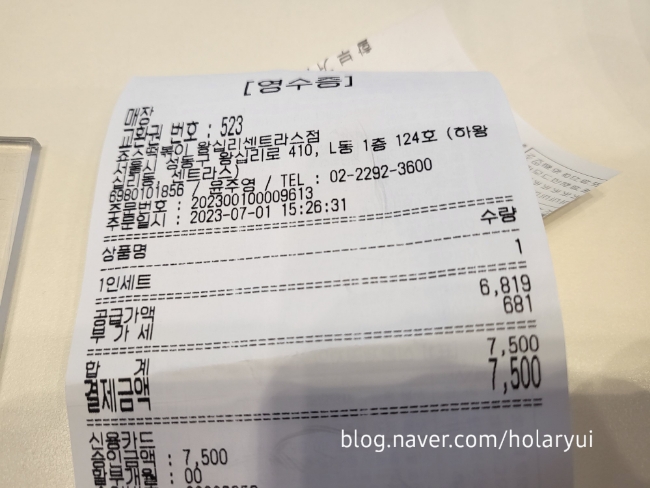 [영수증]
매장
교환권 번호 : 523
죠스떡볶이 왕십리센트라스점
서울시 성동구 왕십리로 410, L동 1층 124호 (하왕
십리동, 센트라스)
6980101856 / 윤주영 / TEL : 02-2292-3600
주문번호 : 202300100009613
주문일시 : 2023-07-01 15:26:31
상품명 수량
1인세트 1
공급가액 6,819
부 가 세 681
합 계 7,500
결제금액 7,500
신용카드
승인금액 : 7,500
할부개월 : 00
blog.naver.com/holaryui